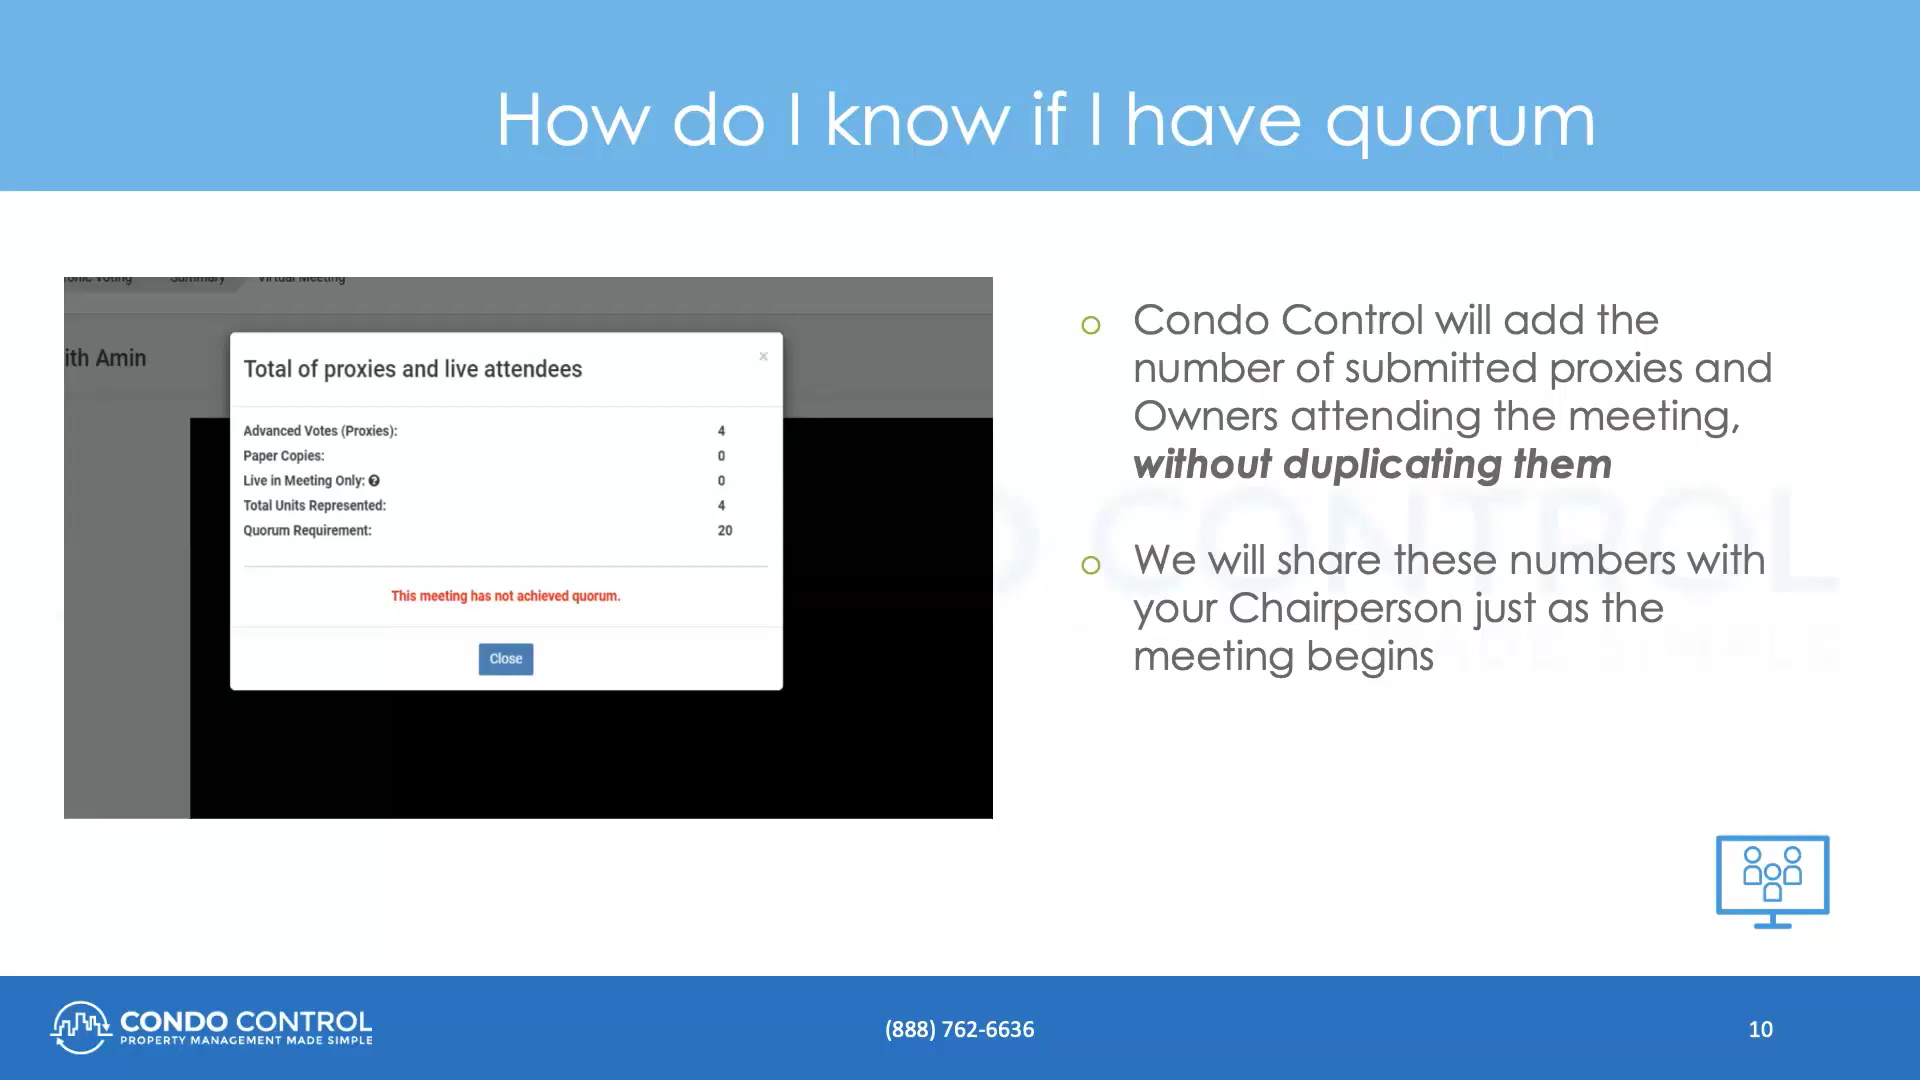 How do I know if I have quorum
Summary
Virtual Meeting
ith Amin
Total of proxies and live attendees
x
Advanced Votes (Proxies): 4
Paper Copies: 0
Live in Meeting Only: 0
Total Units Represented: 4
Quorum Requirement: 20
This meeting has not achieved quorum.
Close
Condo Control will add the
number of submitted proxies and
Owners attending the meeting,
without duplicating them
We will share these numbers with
your Chairperson just as the
meeting begins
CONDO CONTROL
PROPERTY MANAGEMENT MADE SIMPLE
(888) 762-6636
10